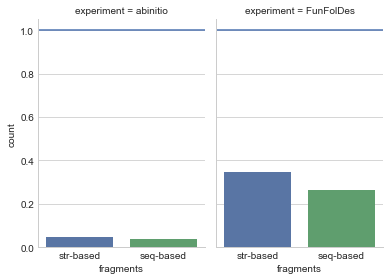 experiment = abinitio
experiment = FunFolDes
1.0
0.8
0.6
0.4
0.2
0.0
count
str-based
seq-based
str-based
seq-based
fragments
fragments